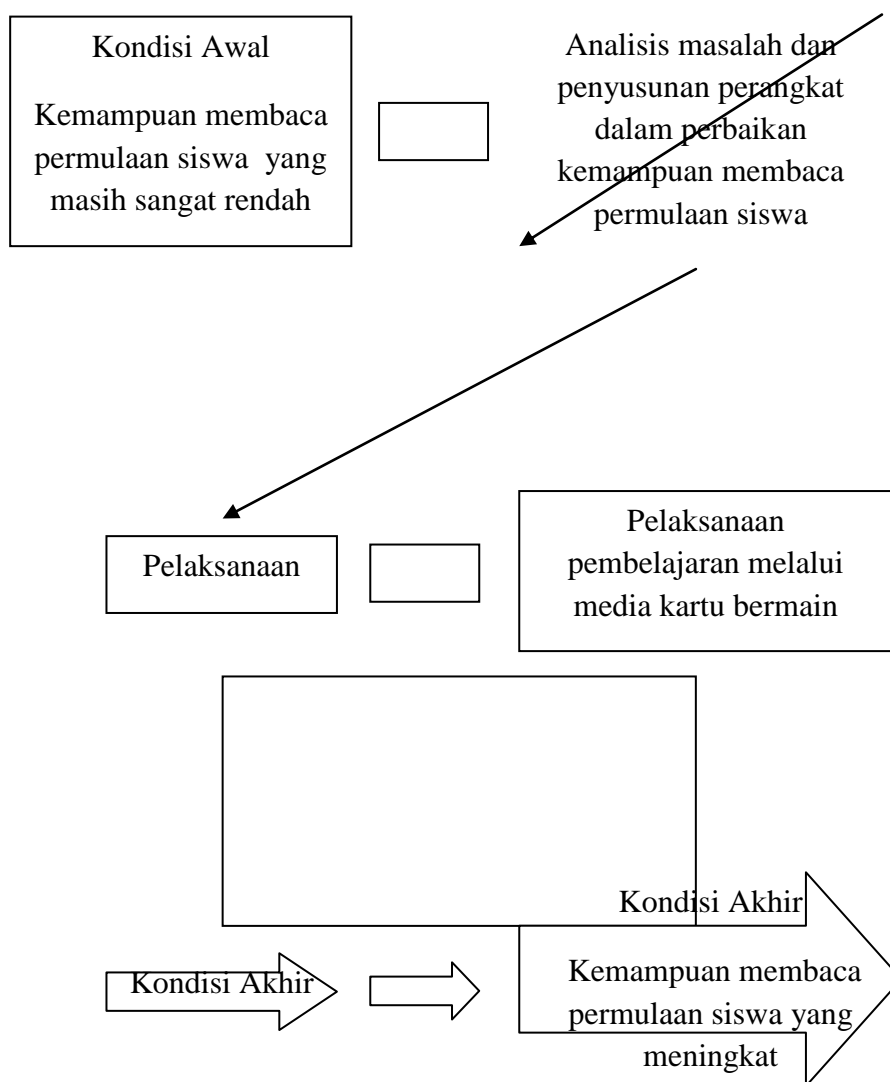 Kondisi Awal
Kemampuan membaca
permulaan siswa yang
masih sangat rendah
Analisis masalah dan
penyusunan perangkat
dalam perbaikan
kemampuan membaca
permulaan siswa
Pelaksanaan
Pelaksanaan
pembelajaran melalui
media kartu bermain
Kondisi Akhir
Kondisi Akhir
Kemampuan membaca
permulaan siswa yang
meningkat